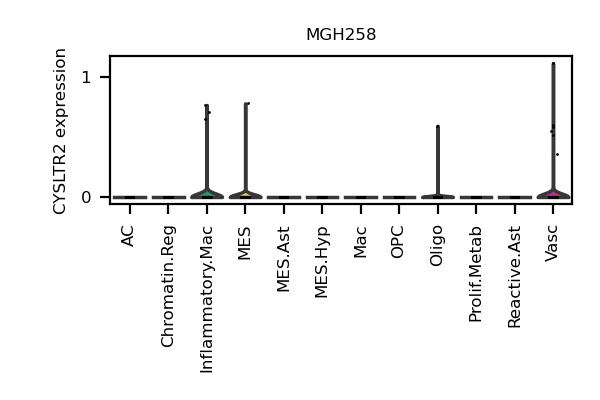 MGH258
CYSLTR2 expression
1
0
AC
Chromatin.Reg
Inflammatory.Mac
MES
MES.Ast
MES.Hyp
Mac
OPC
Oligo
Prolif.Metab
Reactive.Ast
Vasc